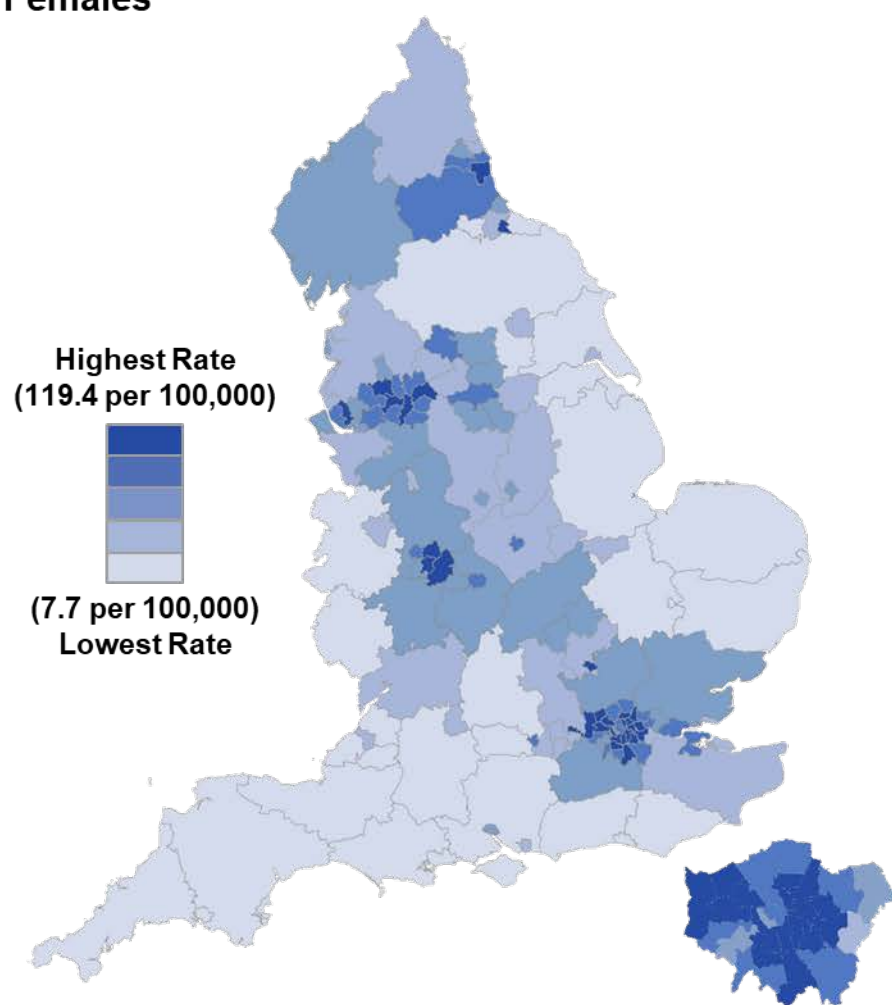 Females
Highest Rate
(119.4 per 100,000)
(7.7 per 100,000)
Lowest Rate